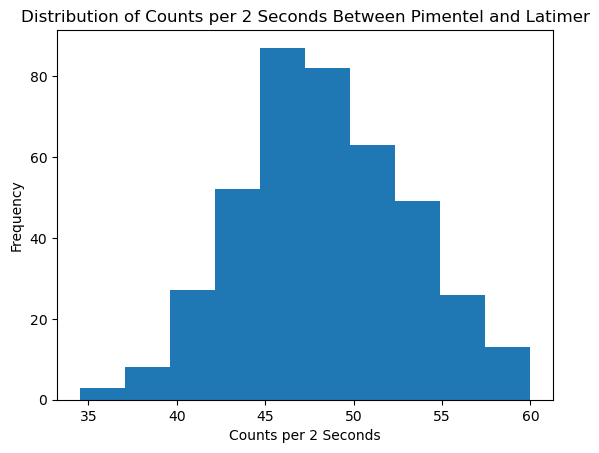 Distribution of Counts per 2 Seconds Between Pimentel and Latimer
80
60
40
20
0
Frequency
35 40 45 50 55 60
Counts per 2 Seconds